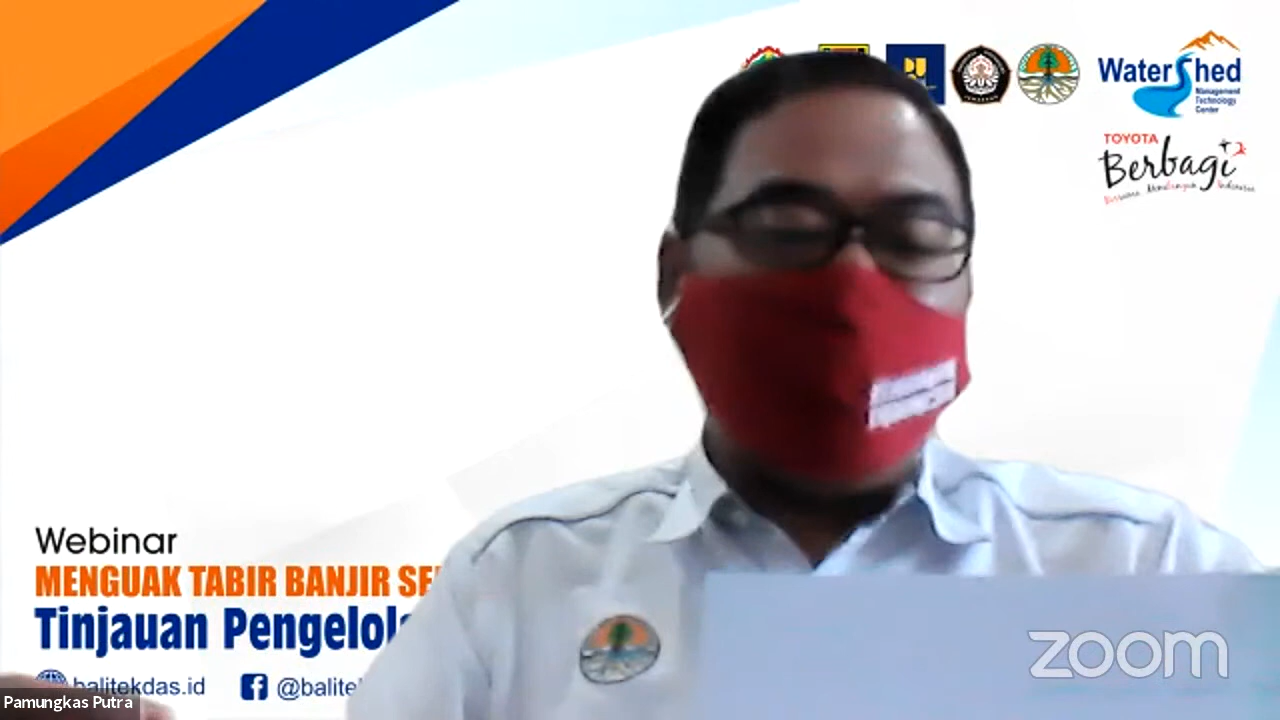 WaterShed
Management
Technology
Center
TOYOTA
Berbagi
Webinar
MENGUAK TABIR BANJIR SE
Tinjauan Pengelol
balitekdas.id
@balite
Pamungkas Putra
zoom